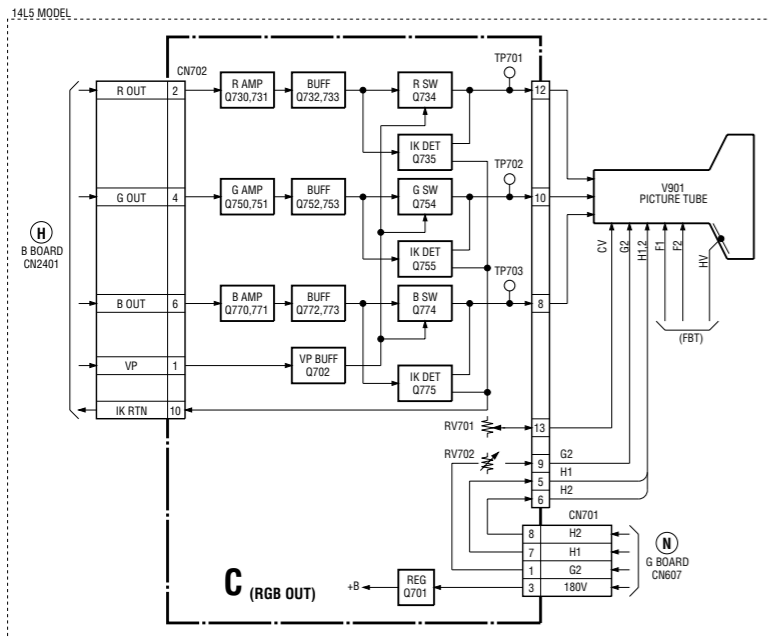 14L5 MODEL
CN702
R OUT 2
R AMP
Q730,731
BUFF
Q732,733
R SW
Q734
TP701
12
IK DET
Q735
G OUT 4
G AMP
Q750,751
BUFF
Q752,753
G SW
Q754
TP702
10
IK DET
Q755
V901
PICTURE TUBE
CV
G2
H1,2
F1
F2
HV
(FBT)
H
B BOARD
CN2401
B OUT 6
B AMP
Q770,771
BUFF
Q772,773
B SW
Q774
TP703
8
VP 1
VP BUFF
Q702
IK DET
Q775
IK RTN 10
RV701
13
RV702
9 G2
5 H1
6 H2
CN701
8 H2
7 H1
1 G2
3 180V
N
G BOARD
CN607
C (RGB OUT)
+B
REG
Q701